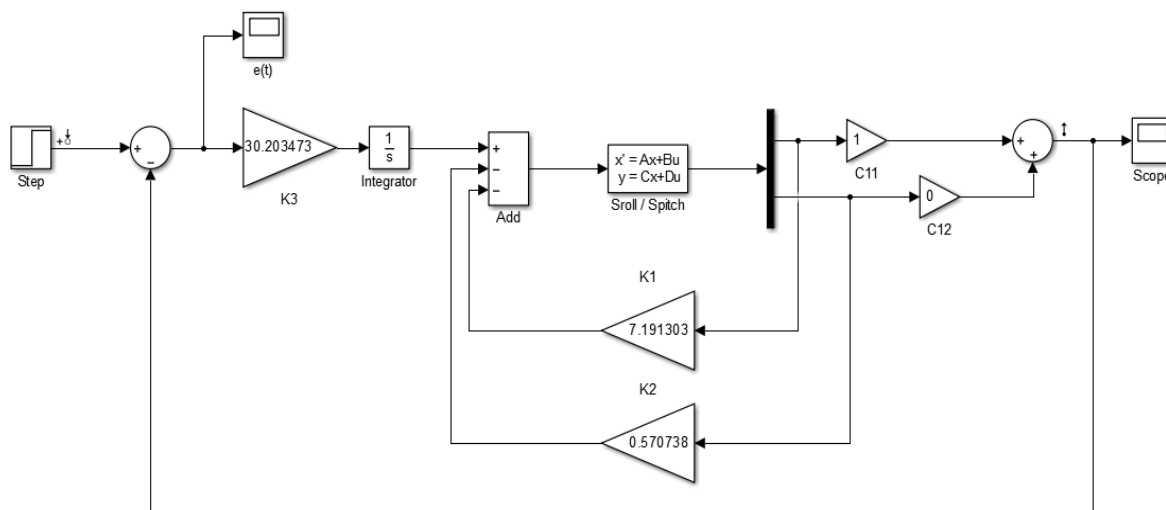 e(t)
+
−
Step
30.203473
K3
1
s
Integrator
+
−
−
Add
x' = Ax+Bu
y = Cx+Du
Sroll / Spitch
1
C11
0
C12
+
+
Scope
K1
7.191303
K2
0.570738